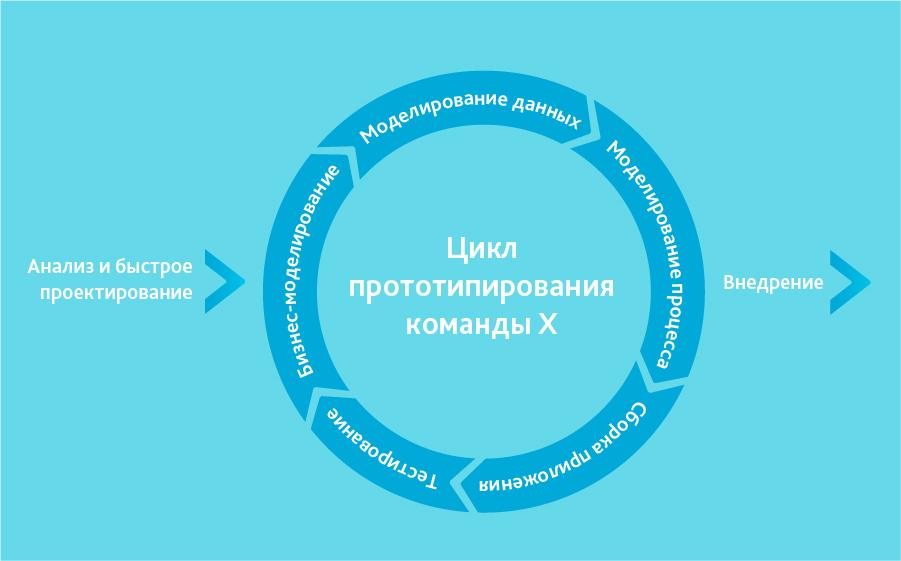 Анализ и быстрое
проектирование
Бизнес-моделирование
Моделирование данных
Моделирование процесса
Сборка приложения
Тестирование
Цикл
прототипирования
команды X
Внедрение